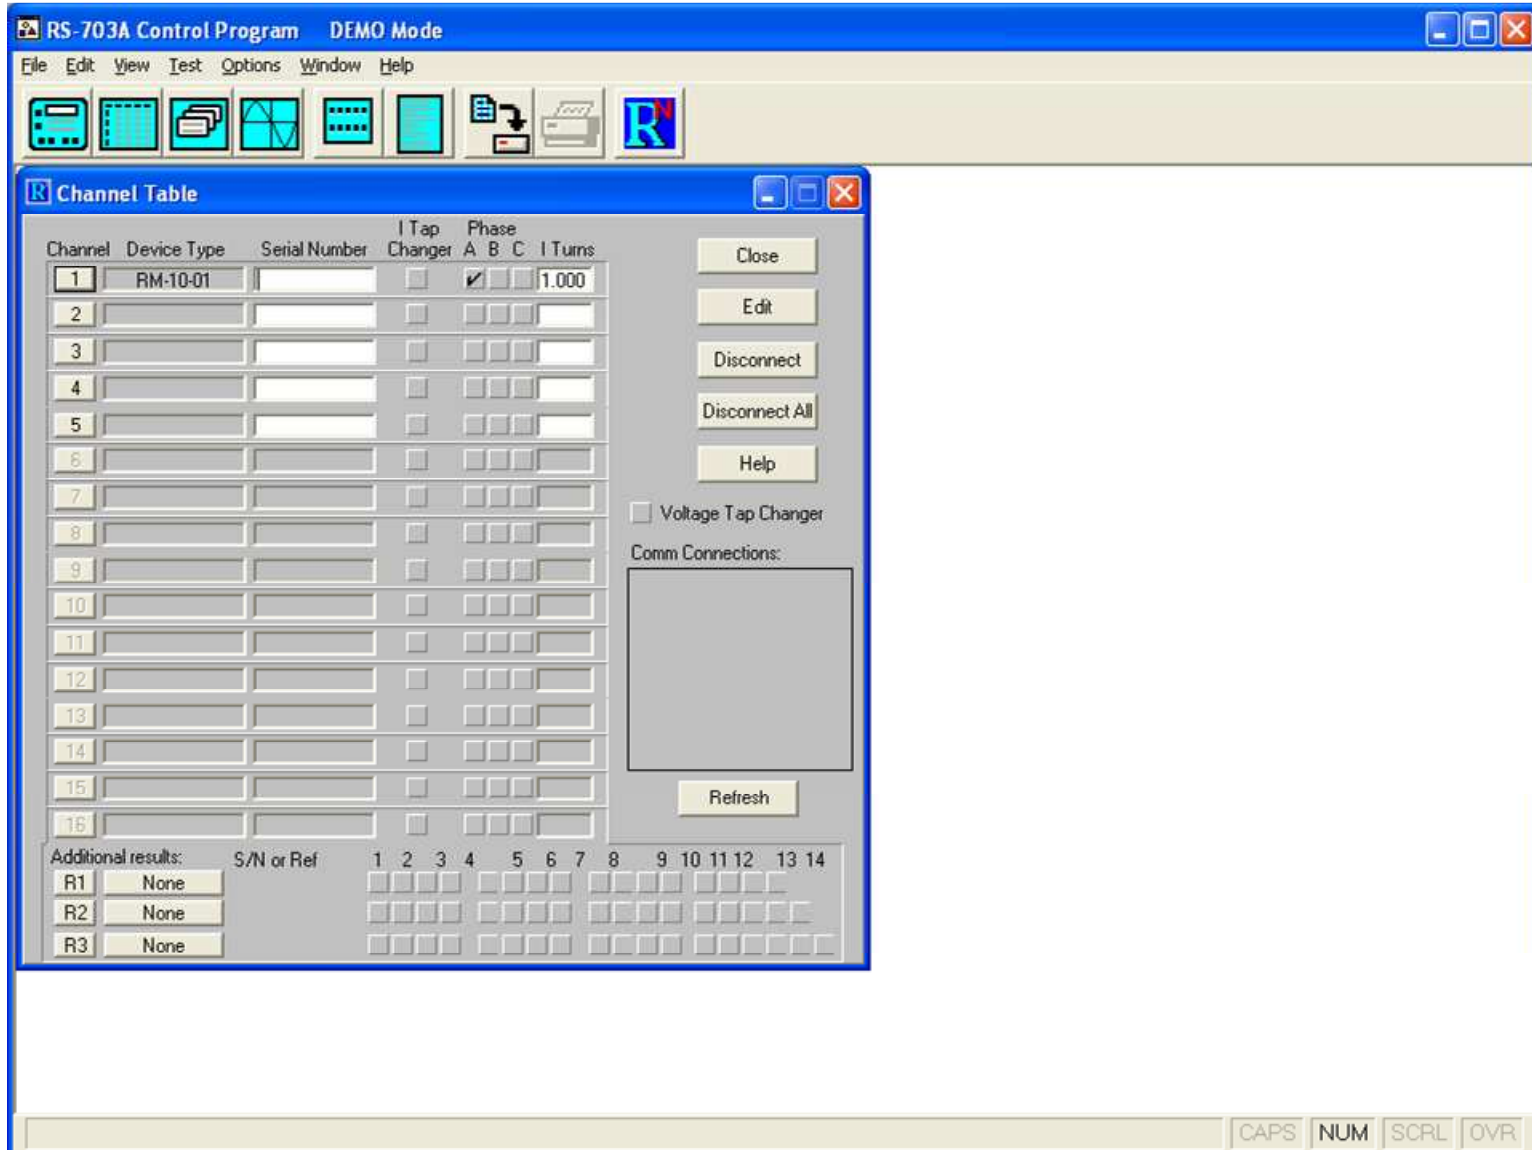 RS-703A Control Program DEMO Mode
File Edit View Test Options Window Help
RN
R Channel Table
I Tap Phase
Channel Device Type Serial Number Changer A B C I Turns
1 RM-10-01 1.000
2
3
4
5
6
7
8
9
10
11
12
13
14
15
16
Close
Edit
Disconnect
Disconnect All
Help
Voltage Tap Changer
Comm Connections:
Refresh
Additional results: S/N or Ref 1 2 3 4 5 6 7 8 9 10 11 12 13 14
R1 None
R2 None
R3 None
CAPS NUM SCRL OVR